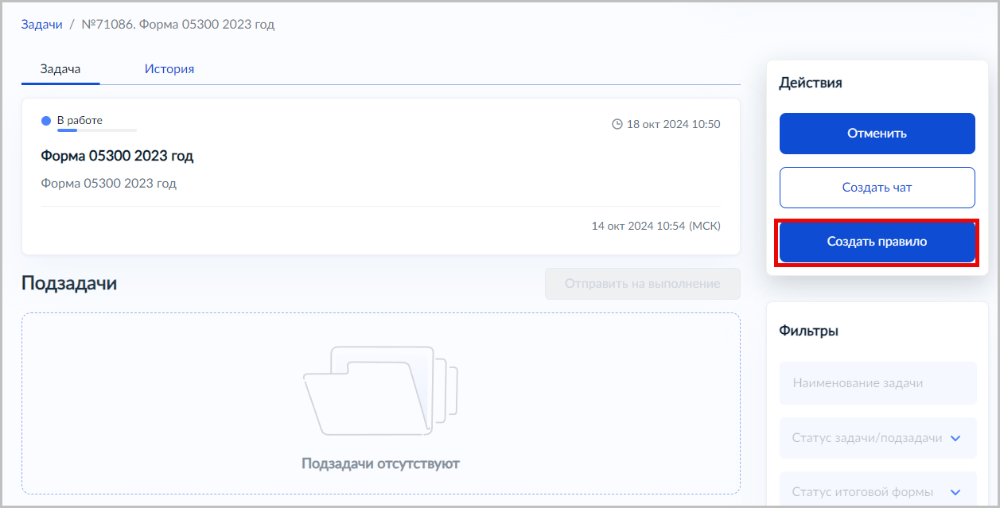 Задачи / №71086. Форма 05300 2023 год
Задача
История
В работе
18 окт 2024 10:50
Форма 05300 2023 год
Форма 05300 2023 год
14 окт 2024 10:54 (МСК)
Подзадачи
Отправить на выполнение
Подзадачи отсутствуют
Действия
Отменить
Создать чат
Создать правило
Фильтры
Наименование задачи
Статус задачи/подзадачи
Статус итоговой формы